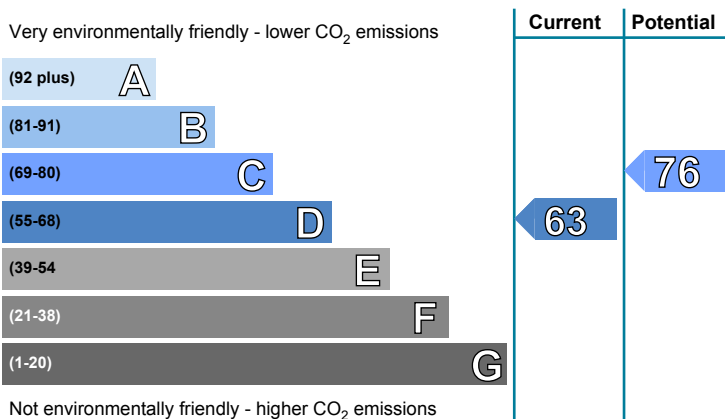 Very environmentally friendly - lower CO2 emissions
Current
Potential
(92 plus) A
(81-91) B
(69-80) C
76
(55-68) D
63
(39-54 E
(21-38) F
(1-20) G
Not environmentally friendly - higher CO2 emissions